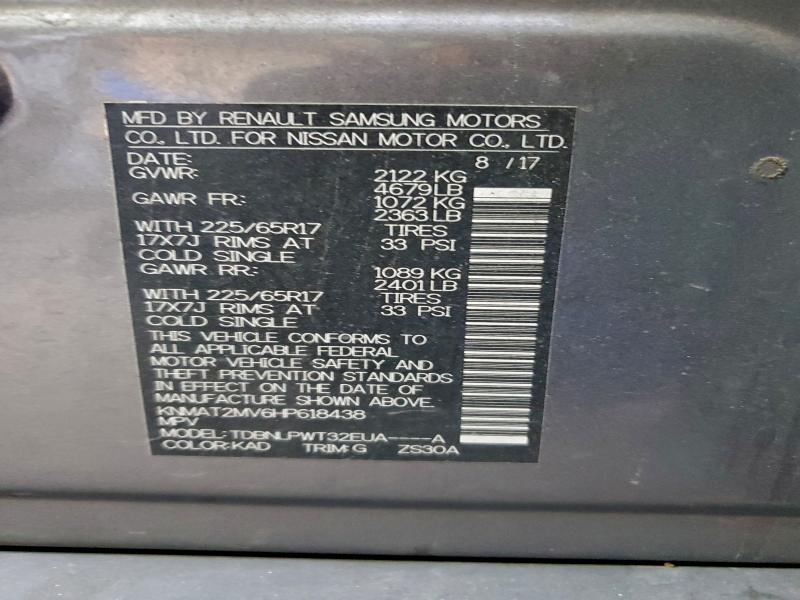 MFD BY RENAULT SAMSUNG MOTORS
CO., LTD. FOR NISSAN MOTOR CO., LTD.
DATE: 8 / 17
GVWR: 2122 KG
4679 LB
GAWR FR: 1072 KG
2363 LB
WITH 225/65R17 TIRES
17X7J RIMS AT 33 PSI
COLD SINGLE
GAWR RR: 1089 KG
2401 LB
WITH 225/65R17 TIRES
17X7J RIMS AT 33 PSI
COLD SINGLE
THIS VEHICLE CONFORMS TO
ALL APPLICABLE FEDERAL
MOTOR VEHICLE SAFETY AND
THEFT PREVENTION STANDARDS
IN EFFECT ON THE DATE OF
MANUFACTURE SHOWN ABOVE.
KNMAT2MV6HP618438
MPV
MODEL: TDBNLPWT32EUA----A
COLOR:KAD TRIM:G ZS30A